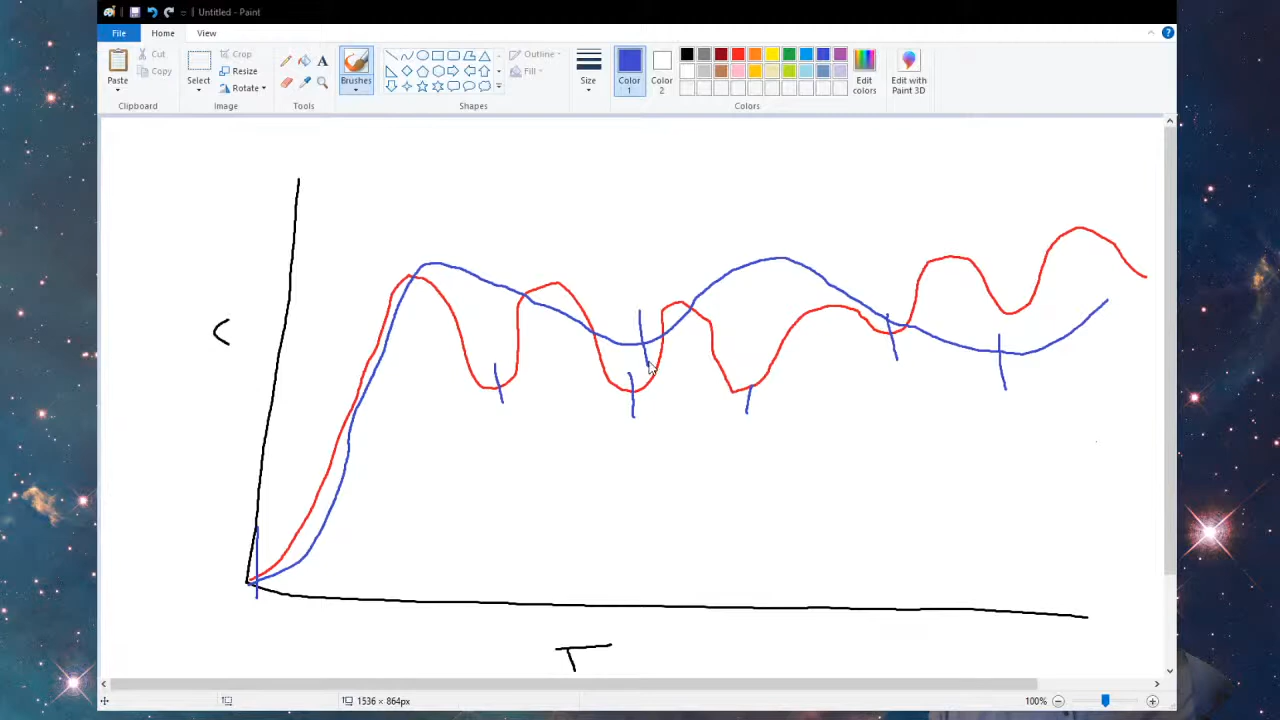 Untitled - Paint
File
Home
View
Paste
Cut
Copy
Clipboard
Select
Crop
Resize
Rotate
Image
A
Tools
Brushes
Outline
Fill
Shapes
Size
Color
1
Color
2
Edit
colors
Colors
Edit with
Paint 3D
C
T
1536 × 864px
100%